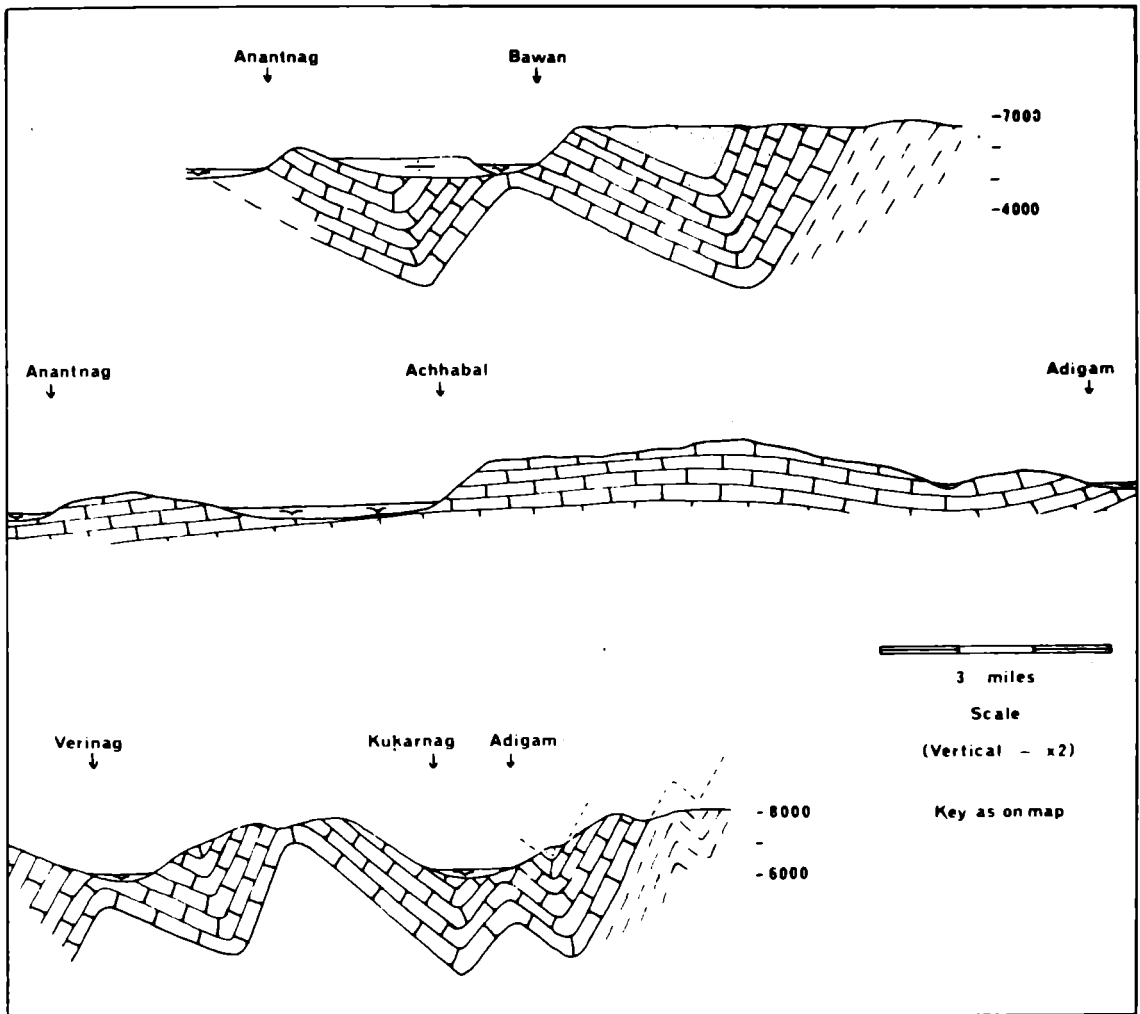 Anantnag Bawan
-7000
-
-
-4000
Anantnag Achhabal Adigam
3 miles
Scale
(Vertical - x2)
Verinag Kukarnag Adigam
-8000
Key as on map
-
-6000